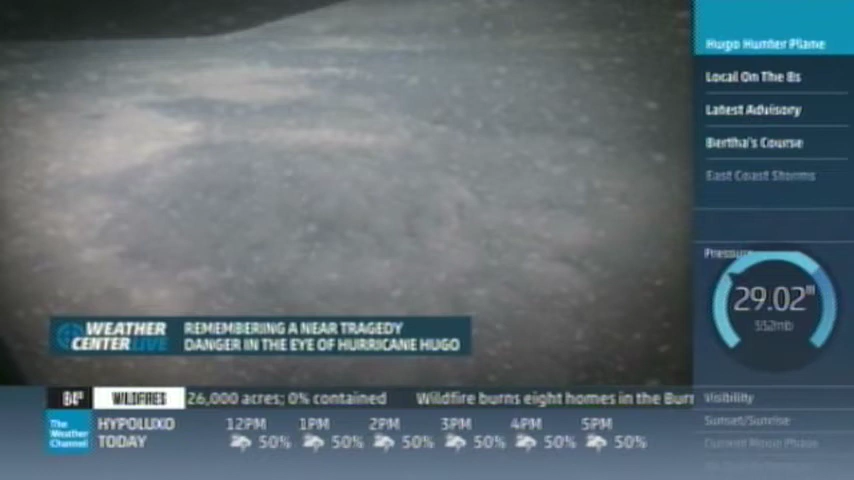 Hugo Hunter Plane
Local On The 8s
Latest Advisory
Bertha's Course
East Coast Storms
Pressure
29.02"
WEATHER
CENTER LIVE
REMEMBERING A NEAR TRAGEDY
DANGER IN THE EYE OF HURRICANE HUGO
84° WILDFIRES 26,000 acres; 0% contained Wildfire burns eight homes in the Burr
Visibility
Sunset/Sunrise
Current Moon Phase
The
Weather
Channel
HYPOLUXO
TODAY
12PM 1PM 2PM 3PM 4PM 5PM
50% 50% 50% 50% 50% 50%